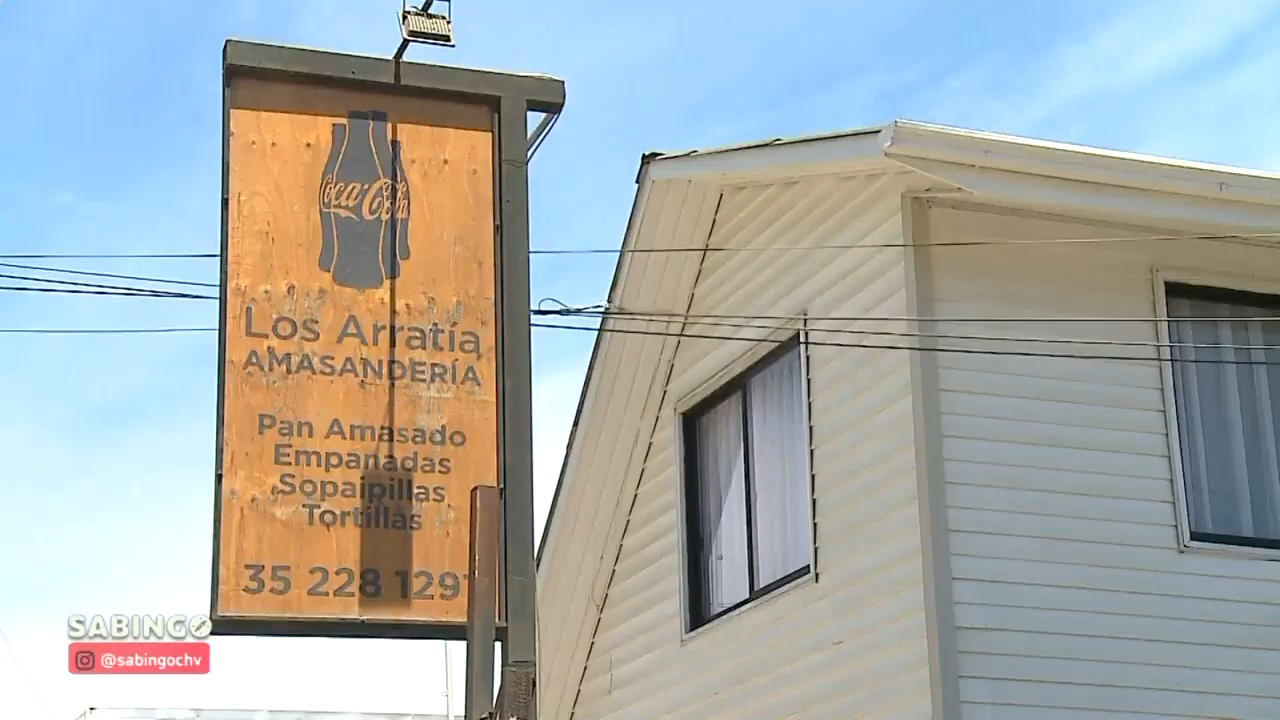 Coca-Cola
Los Arratía
AMASANDERÍA
Pan Amasado
Empanadas
Sopaipillas
Tortillas
35 228 129
SABINGO
@sabingochv